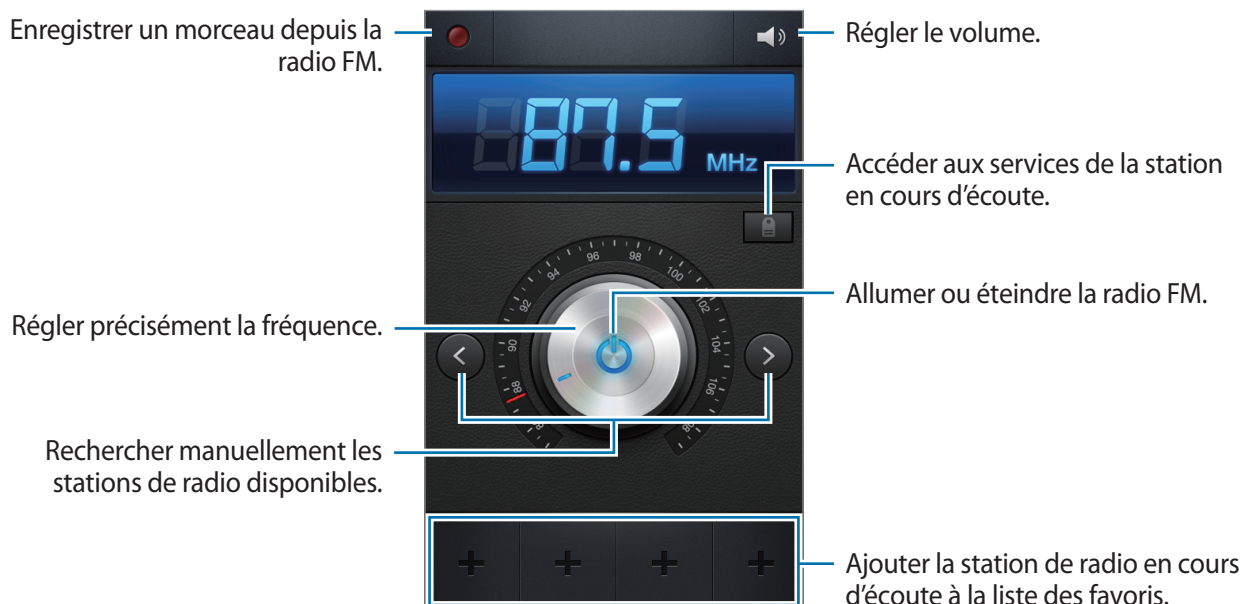 Enregistrer un morceau depuis la
radio FM.
Régler le volume.
87.5
MHz
Accéder aux services de la station
en cours d'écoute.
88
90
92
94
96
98
100
102
104
106
108
Allumer ou éteindre la radio FM.
Régler précisément la fréquence.
Rechercher manuellement les
stations de radio disponibles.
Ajouter la station de radio en cours
d'écoute à la liste des favoris.